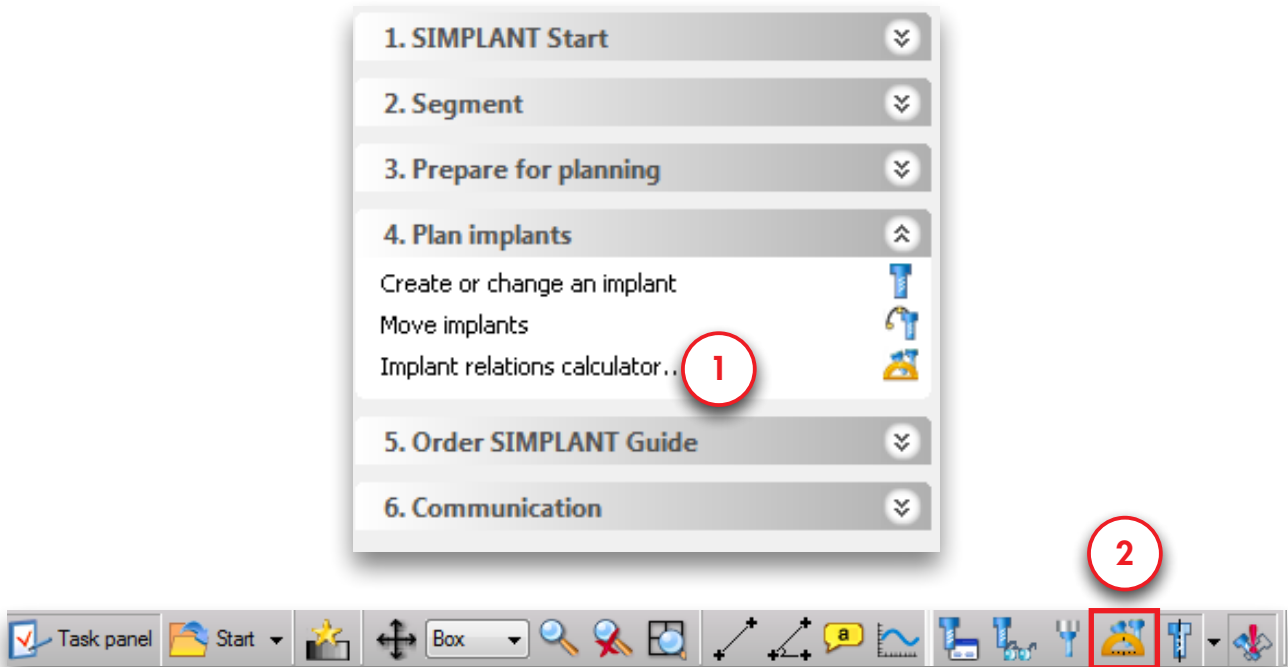 1. SIMPLANT Start
2. Segment
3. Prepare for planning
4. Plan implants
Create or change an implant
Move implants
Implant relations calculator..
1
5. Order SIMPLANT Guide
6. Communication
2
Task panel Start Box a